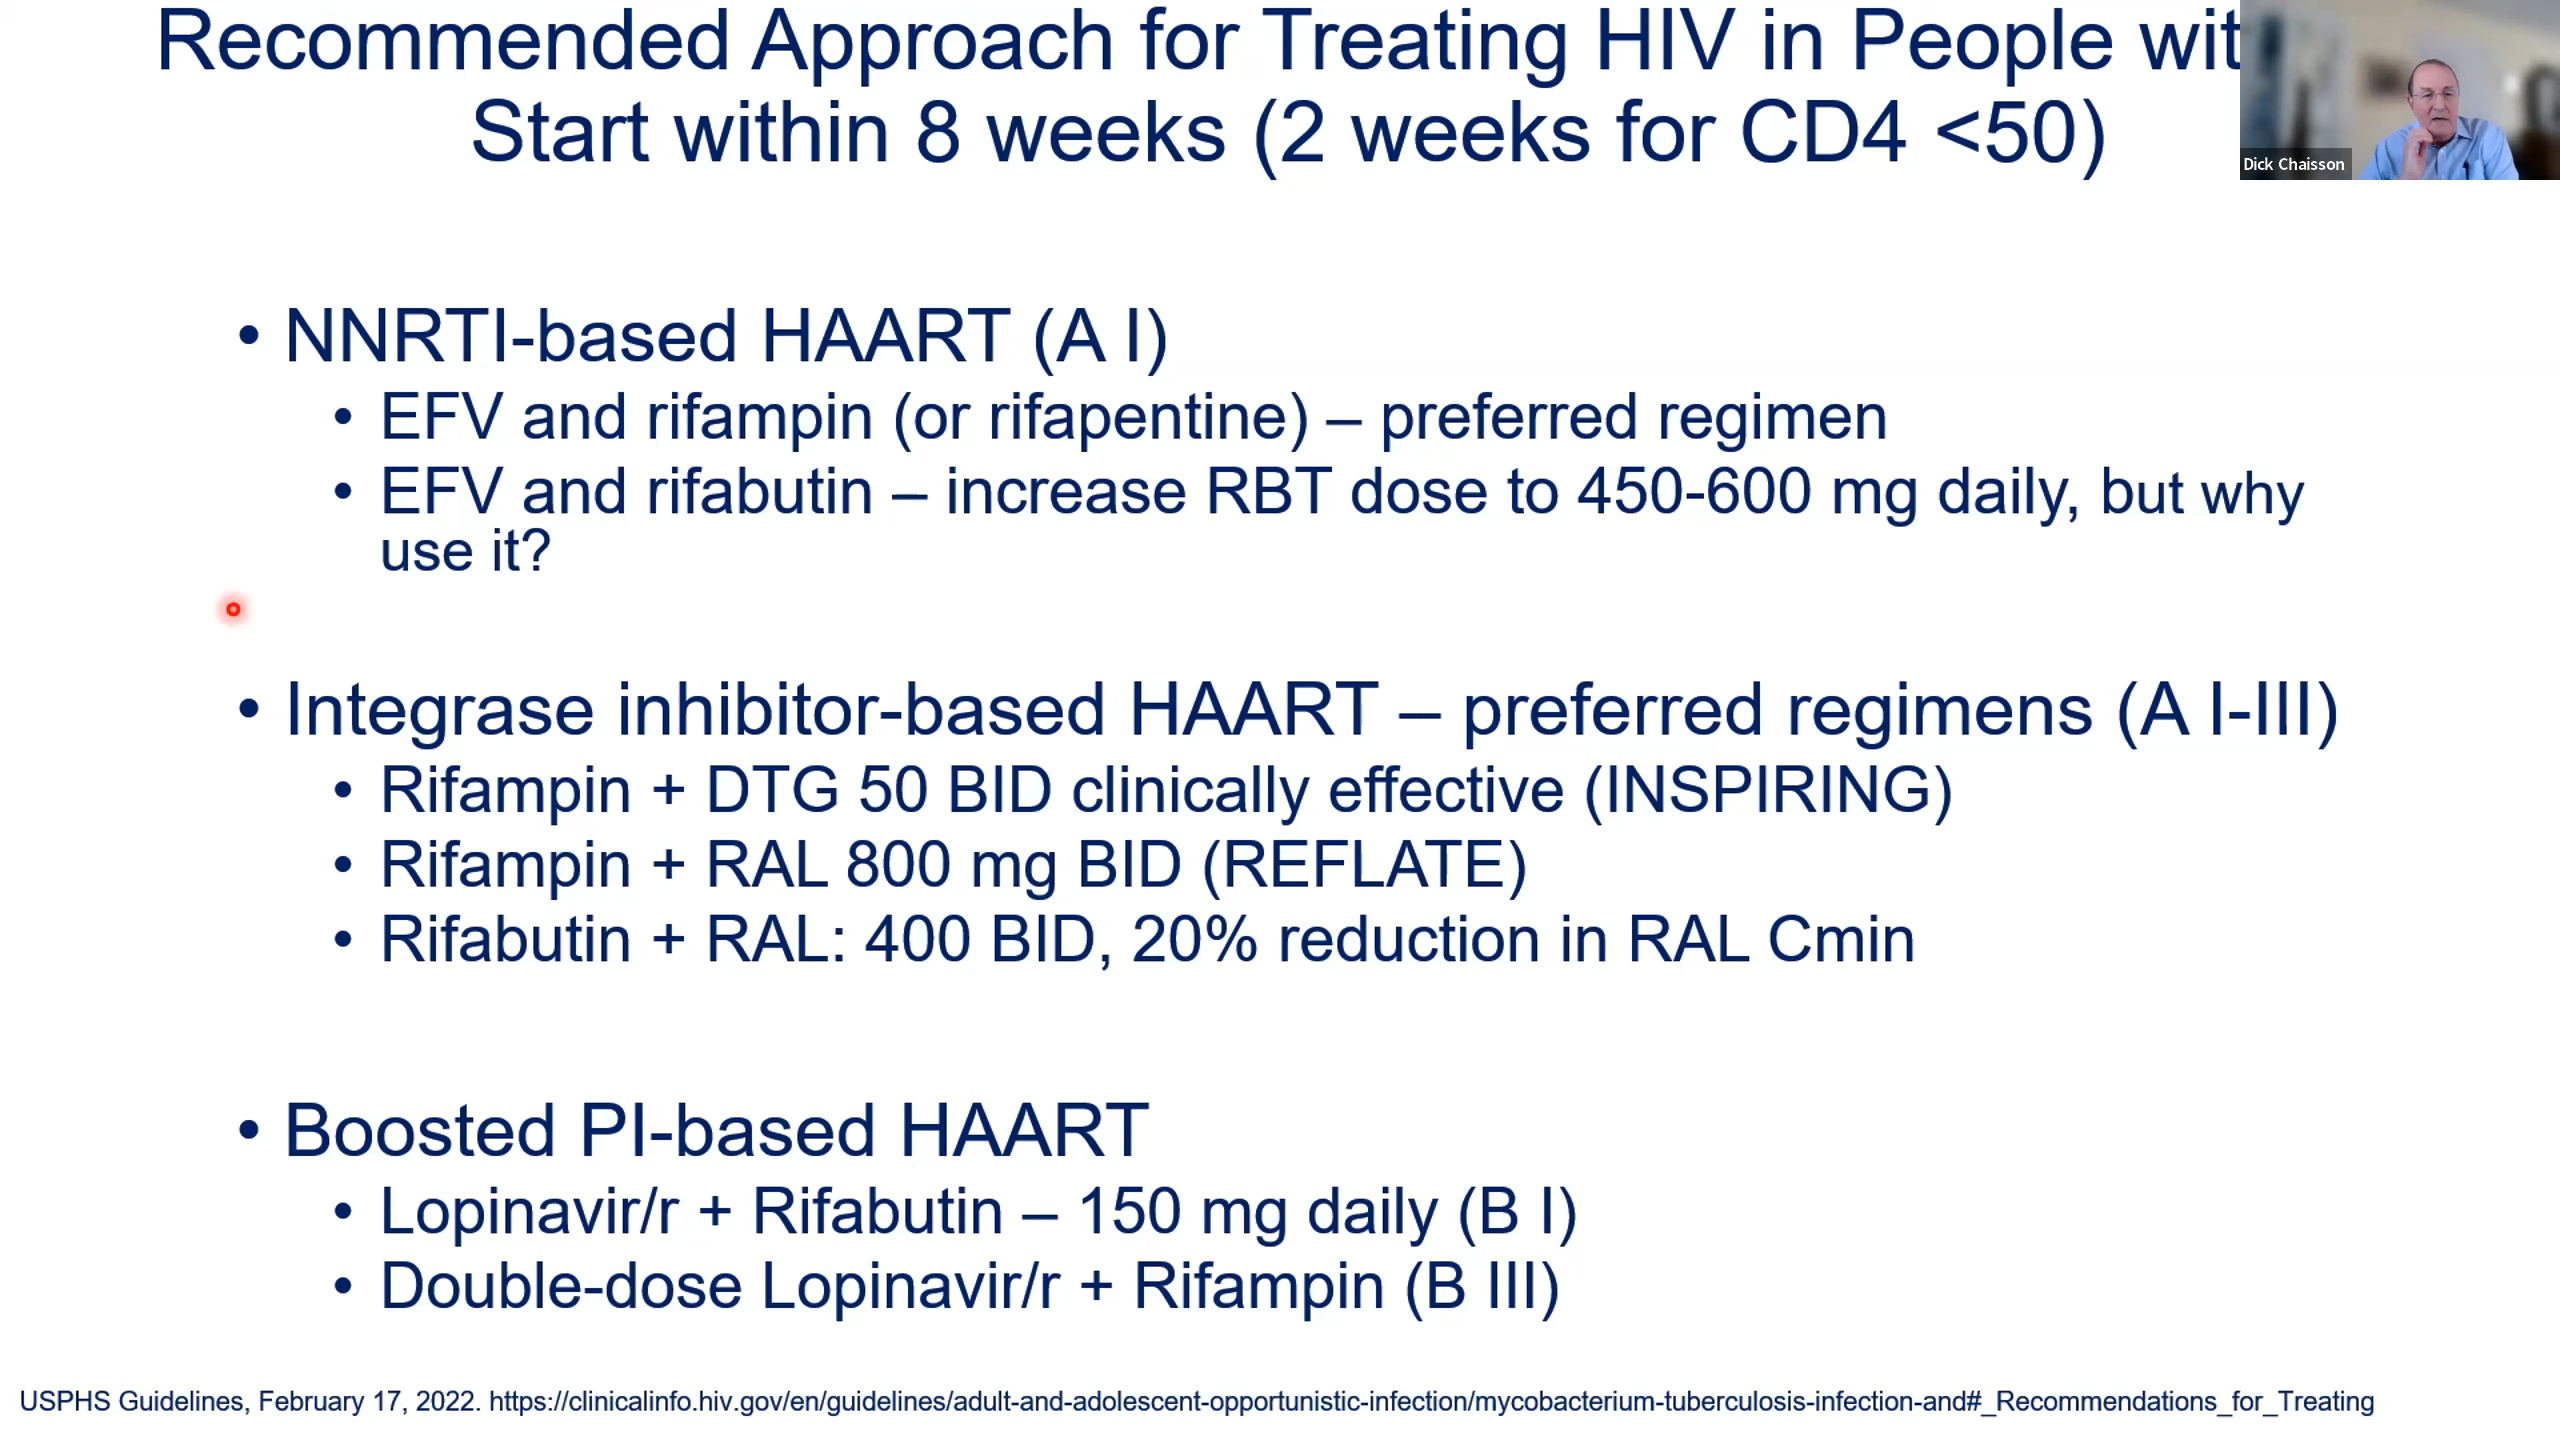 Recommended Approach for Treating HIV in People wit
Start within 8 weeks (2 weeks for CD4 <50)
Dick Chaisson
• NNRTI-based HAART (A I)
• EFV and rifampin (or rifapentine) – preferred regimen
• EFV and rifabutin – increase RBT dose to 450-600 mg daily, but why
use it?
• Integrase inhibitor-based HAART – preferred regimens (A I-III)
• Rifampin + DTG 50 BID clinically effective (INSPIRING)
• Rifampin + RAL 800 mg BID (REFLATE)
• Rifabutin + RAL: 400 BID, 20% reduction in RAL Cmin
• Boosted PI-based HAART
• Lopinavir/r + Rifabutin – 150 mg daily (B I)
• Double-dose Lopinavir/r + Rifampin (B III)
USPHS Guidelines, February 17, 2022. https://clinicalinfo.hiv.gov/en/guidelines/adult-and-adolescent-opportunistic-infection/mycobacterium-tuberculosis-infection-and#_Recommendations_for_Treating